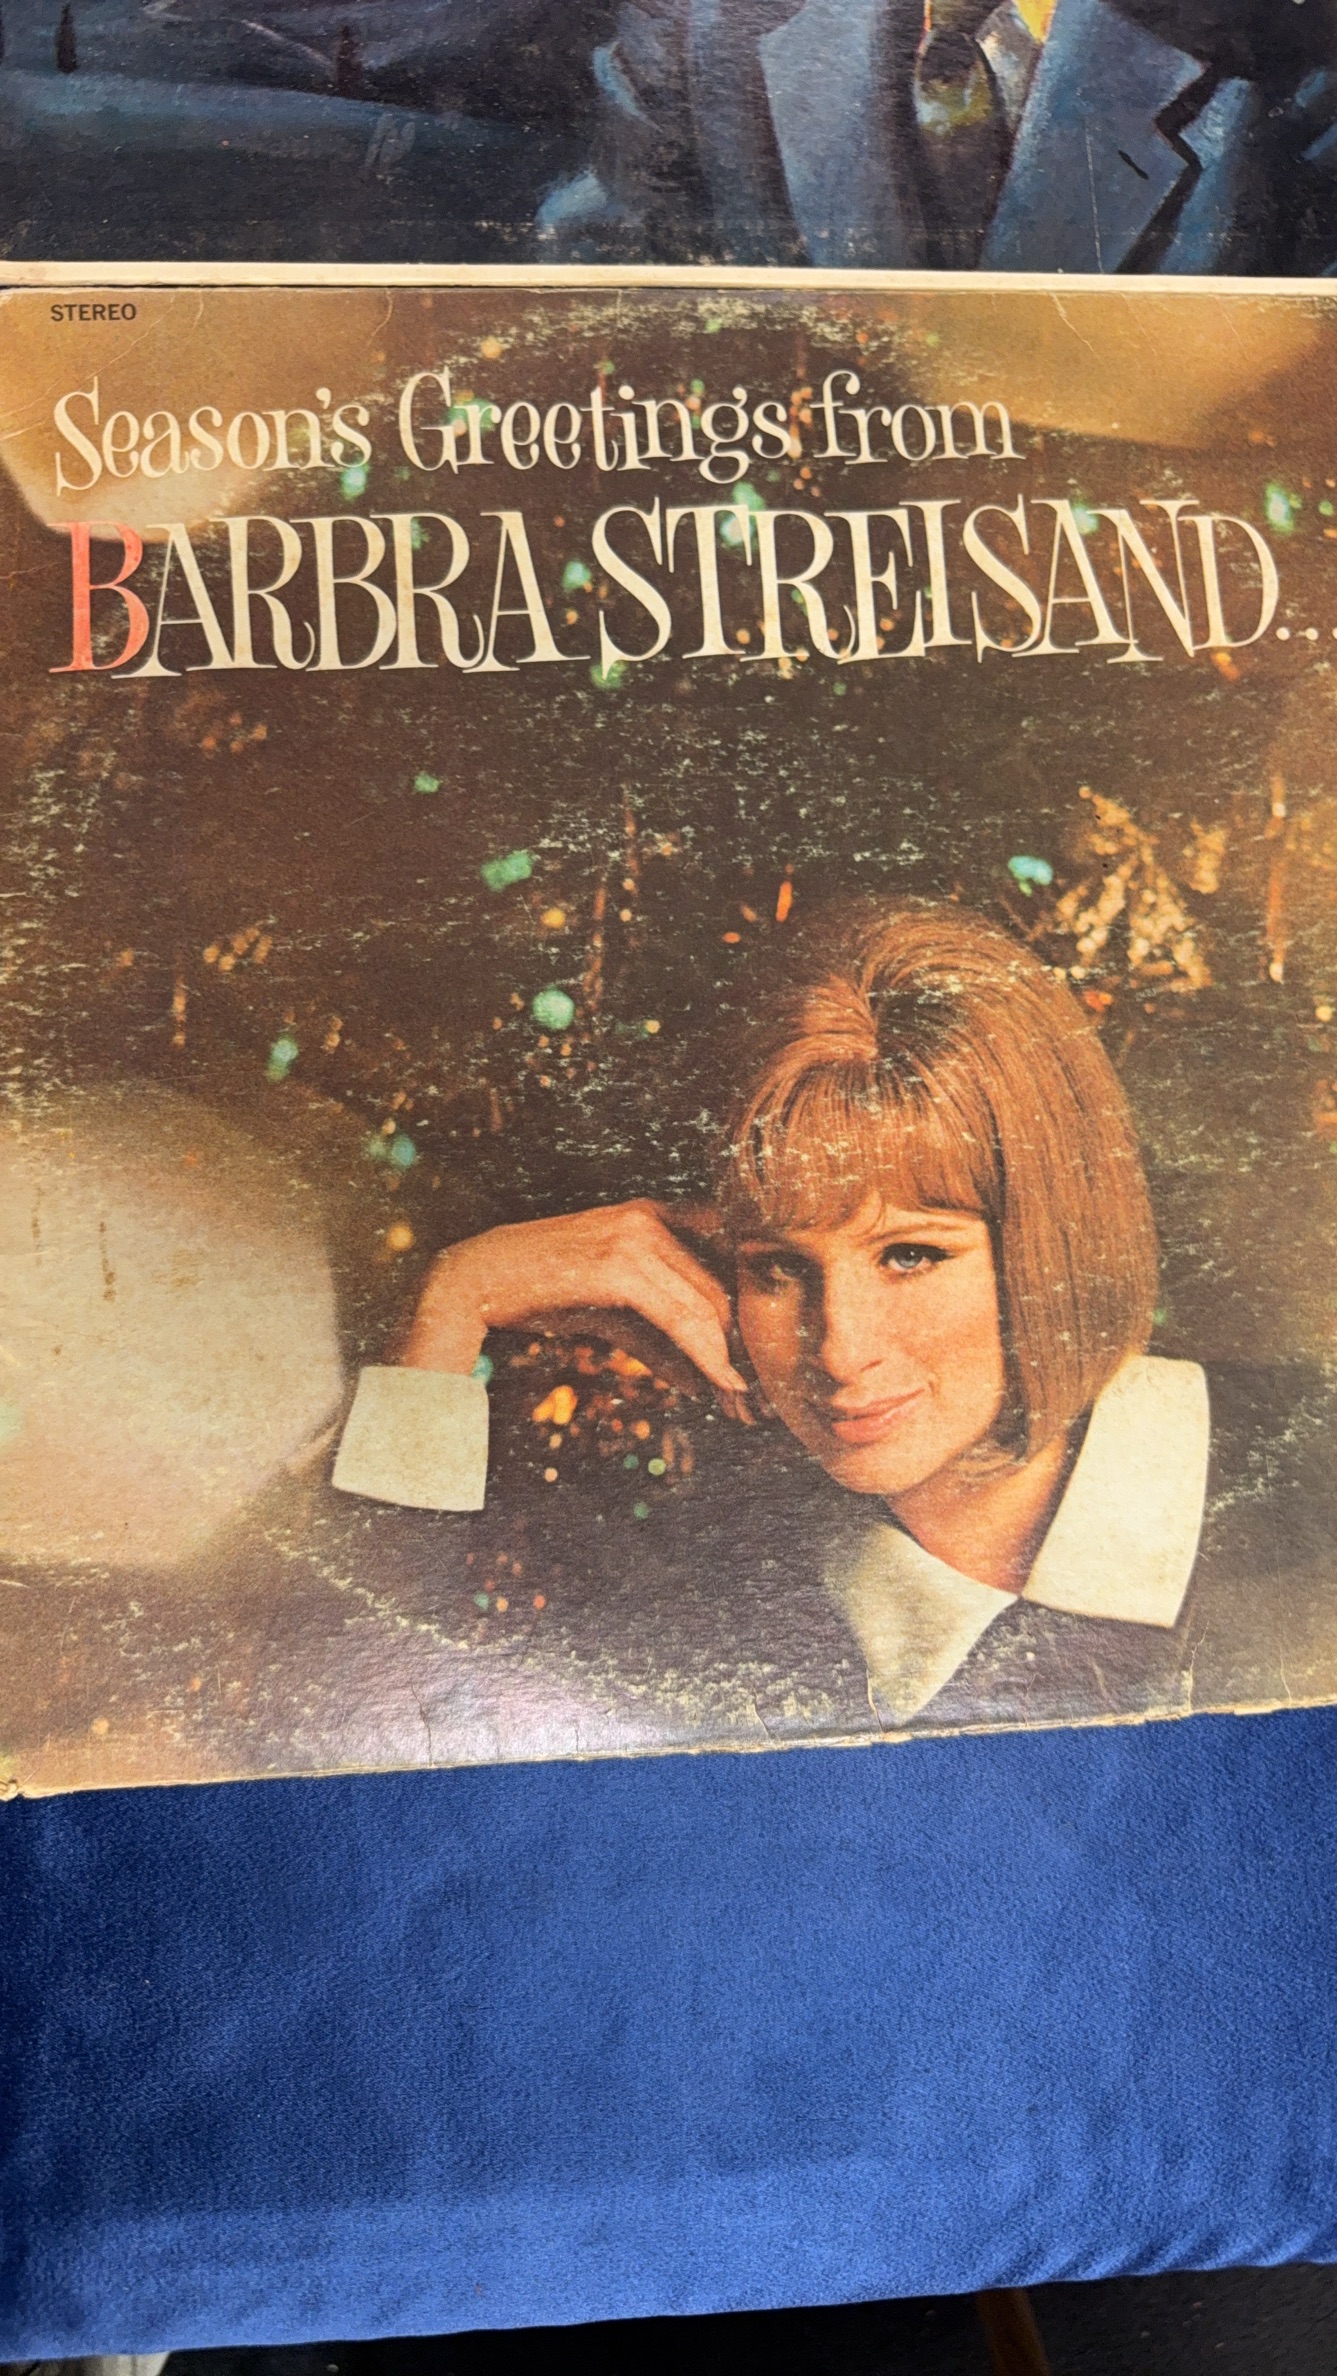 STEREO
Season's Greetings from
BARBRA STREISAND...